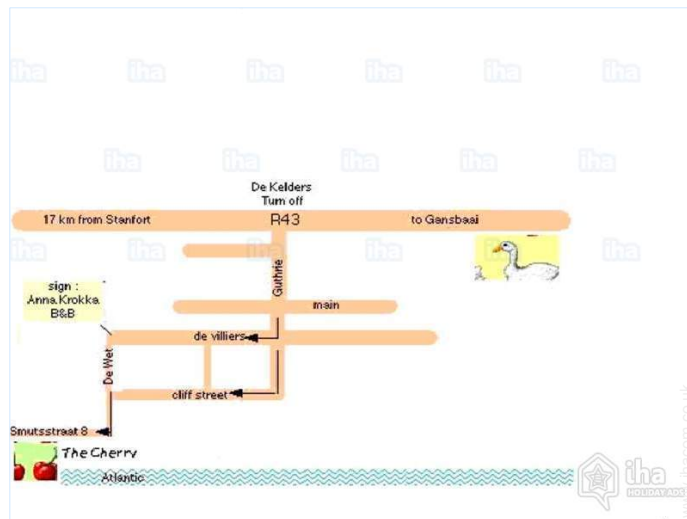 De Kelders
Turn off
17 km from Stanfort
R43
to Gansbaai
Guthrie
sign :
Anna Krokka
B&B
main
de villiers
De Wet
cliff street
Smutsstraat 8
The Cherry
Atlantic
iha
HOLIDAY ADS